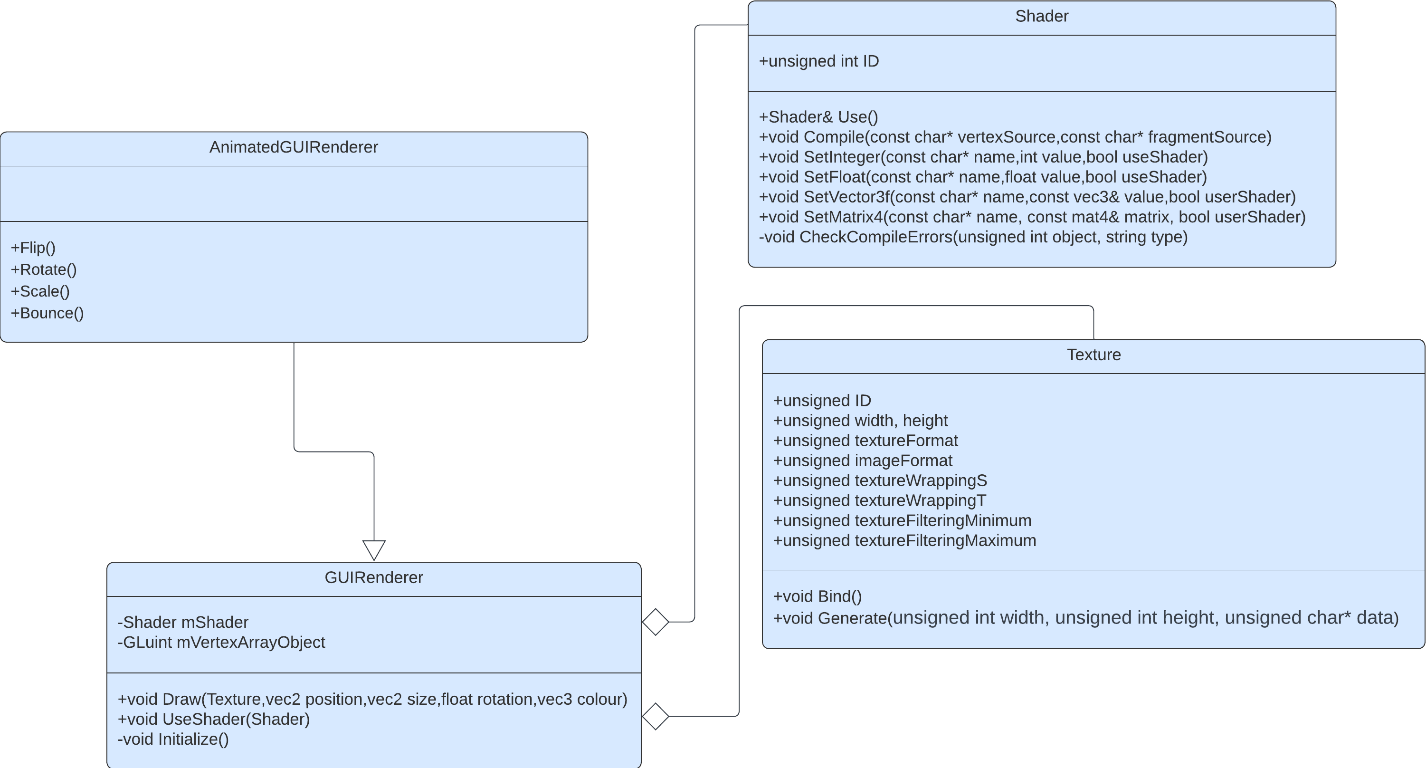 Shader
+unsigned int ID
+Shader& Use()
+void Compile(const char* vertexSource,const char* fragmentSource)
+void SetInteger(const char* name,int value,bool useShader)
+void SetFloat(const char* name,float value,bool useShader)
+void SetVector3f(const char* name,const vec3& value,bool userShader)
+void SetMatrix4(const char* name, const mat4& matrix, bool userShader)
-void CheckCompileErrors(unsigned int object, string type)
AnimatedGUIRenderer
+Flip()
+Rotate()
+Scale()
+Bounce()
Texture
+unsigned ID
+unsigned width, height
+unsigned textureFormat
+unsigned imageFormat
+unsigned textureWrappingS
+unsigned textureWrappingT
+unsigned textureFilteringMinimum
+unsigned textureFilteringMaximum
+void Bind()
+void Generate(unsigned int width, unsigned int height, unsigned char* data)
GUIRenderer
-Shader mShader
-GLuint mVertexArrayObject
+void Draw(Texture,vec2 position,vec2 size,float rotation,vec3 colour)
+void UseShader(Shader)
-void Initialize()